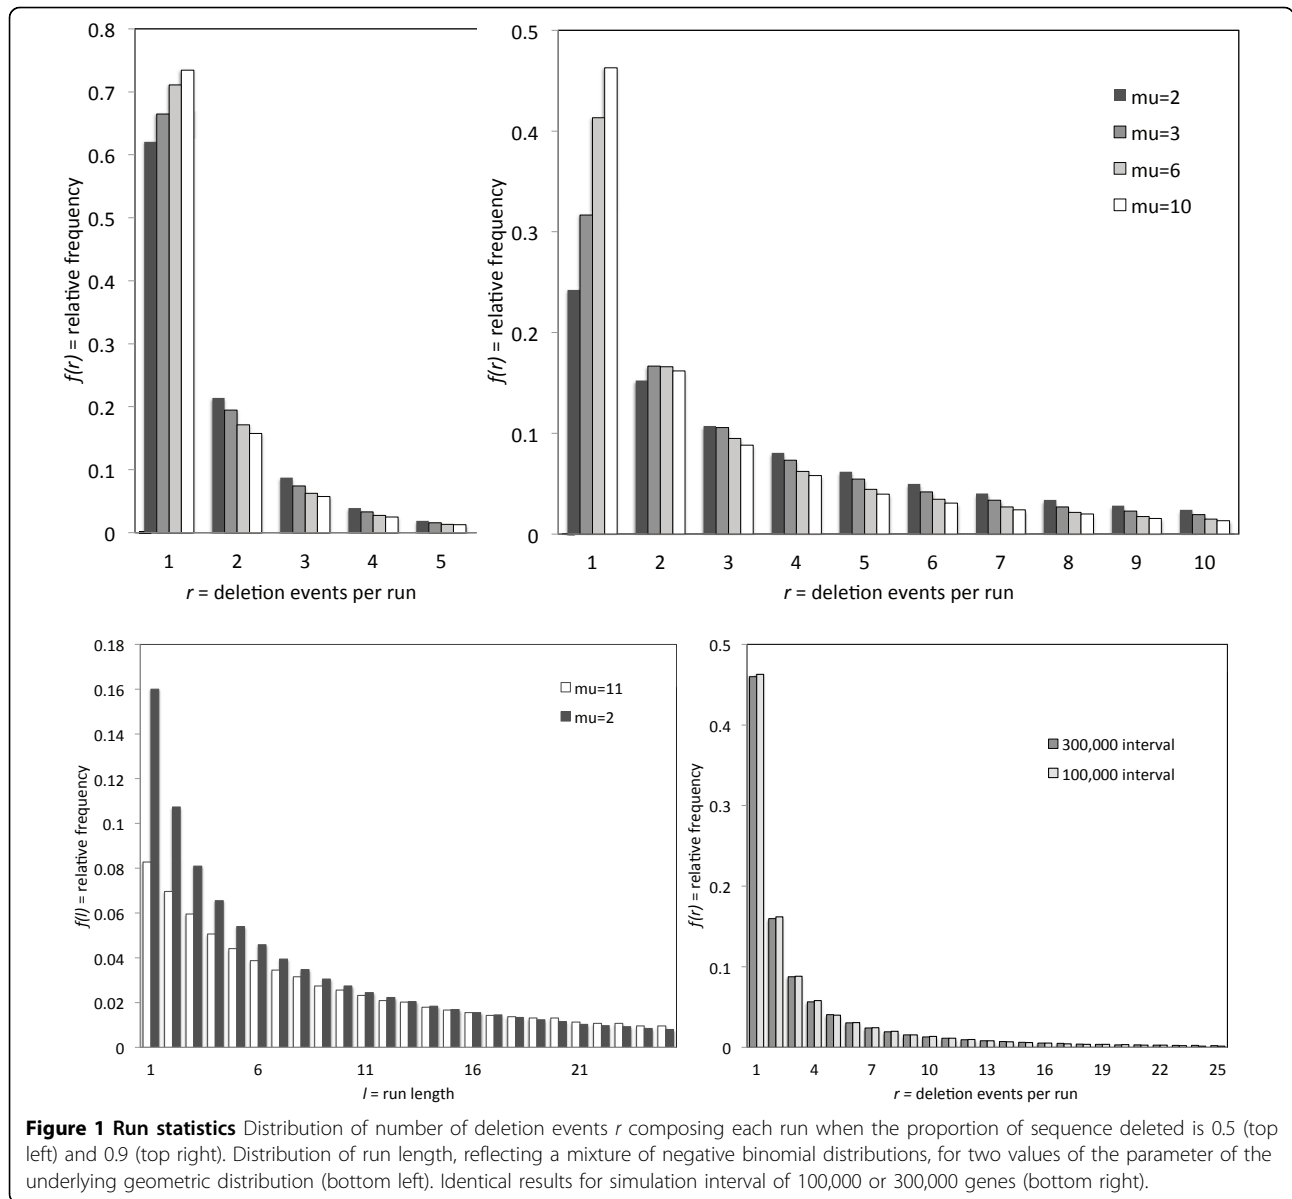 0.8
0.7
0.6
0.5
0.4
0.3
0.2
0.1
0
f(r) = relative frequency
1 2 3 4 5
r = deletion events per run
0.5
0.4
0.3
0.2
0.1
0
f(r) = relative frequency
mu=2
mu=3
mu=6
mu=10
1 2 3 4 5 6 7 8 9 10
r = deletion events per run
0.18
0.16
0.14
0.12
0.1
0.08
0.06
0.04
0.02
0
f(l) = relative frequency
mu=11
mu=2
1 6 11 16 21
l = run length
0.5
0.4
0.3
0.2
0.1
0
f(r) = relative frequency
300,000 interval
100,000 interval
1 4 7 10 13 16 19 22 25
r = deletion events per run
Figure 1 Run statistics Distribution of number of deletion events r composing each run when the proportion of sequence deleted is 0.5 (top
left) and 0.9 (top right). Distribution of run length, reflecting a mixture of negative binomial distributions, for two values of the parameter of the
underlying geometric distribution (bottom left). Identical results for simulation interval of 100,000 or 300,000 genes (bottom right).